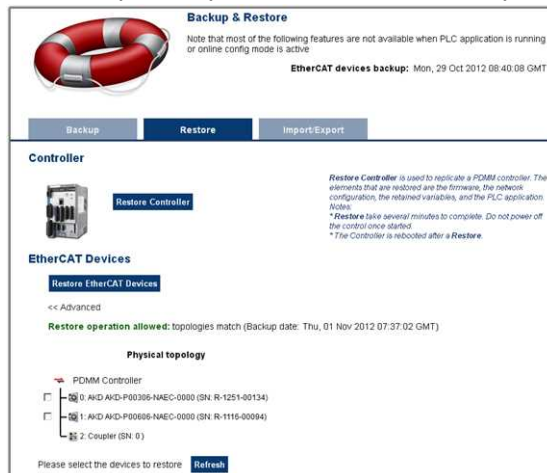 Backup & Restore
Note that most of the following features are not available when PLC application is running
or online config mode is active
EtherCAT devices backup: Mon, 29 Oct 2012 08:40:08 GMT
Backup
Restore
Import/Export
Controller
Restore Controller
Restore Controller is used to replicate a PDMM controller. The
elements that are restored are the firmware, the network
configuration, the retained variables, and the PLC application.
Notes:
* Restore take several minutes to complete. Do not power off
the control once started.
* The Controller is rebooted after a Restore.
EtherCAT Devices
Restore EtherCAT Devices
<< Advanced
Restore operation allowed: topologies match (Backup date: Thu, 01 Nov 2012 07:37:02 GMT)
Physical topology
PDMM Controller
0: AKD AKD-P00306-NAEC-0000 (SN: R-1251-00134)
1: AKD AKD-P00606-NAEC-0000 (SN: R-1116-00094)
2: Coupler (SN: 0 )
Please select the devices to restore Refresh